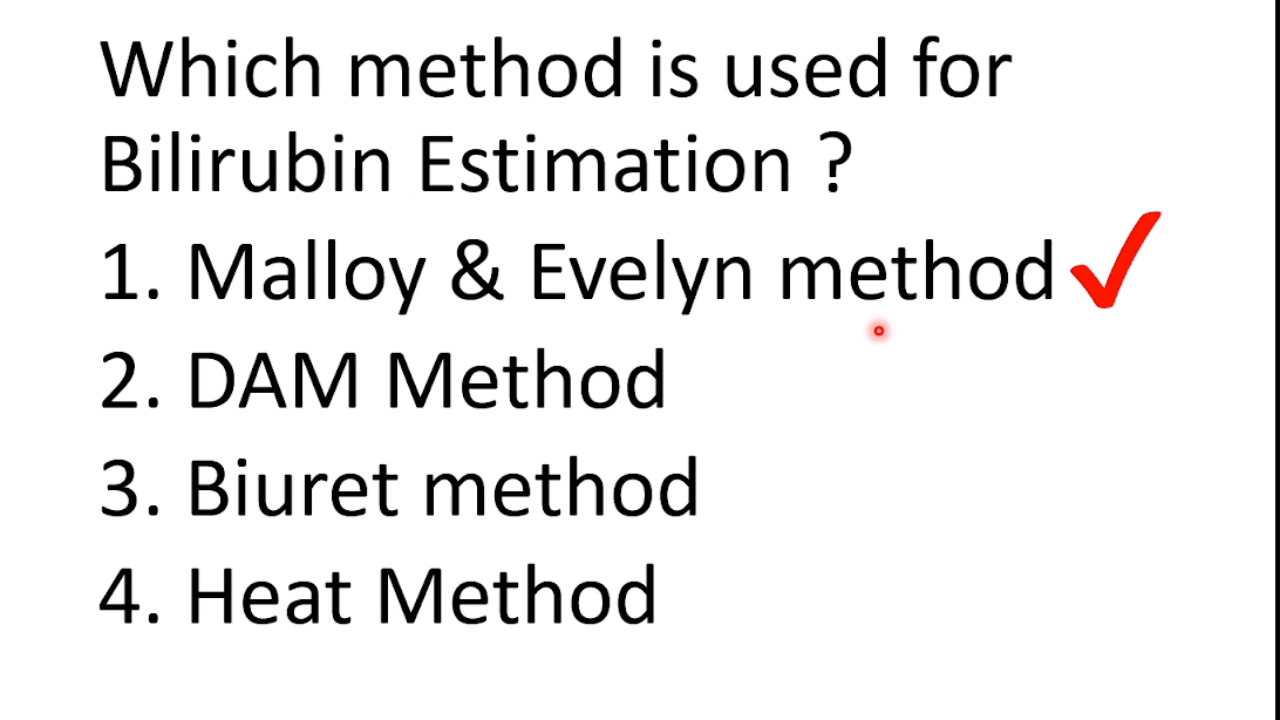 Which method is used for
Bilirubin Estimation ?
1. Malloy & Evelyn method
2. DAM Method
3. Biuret method
4. Heat Method